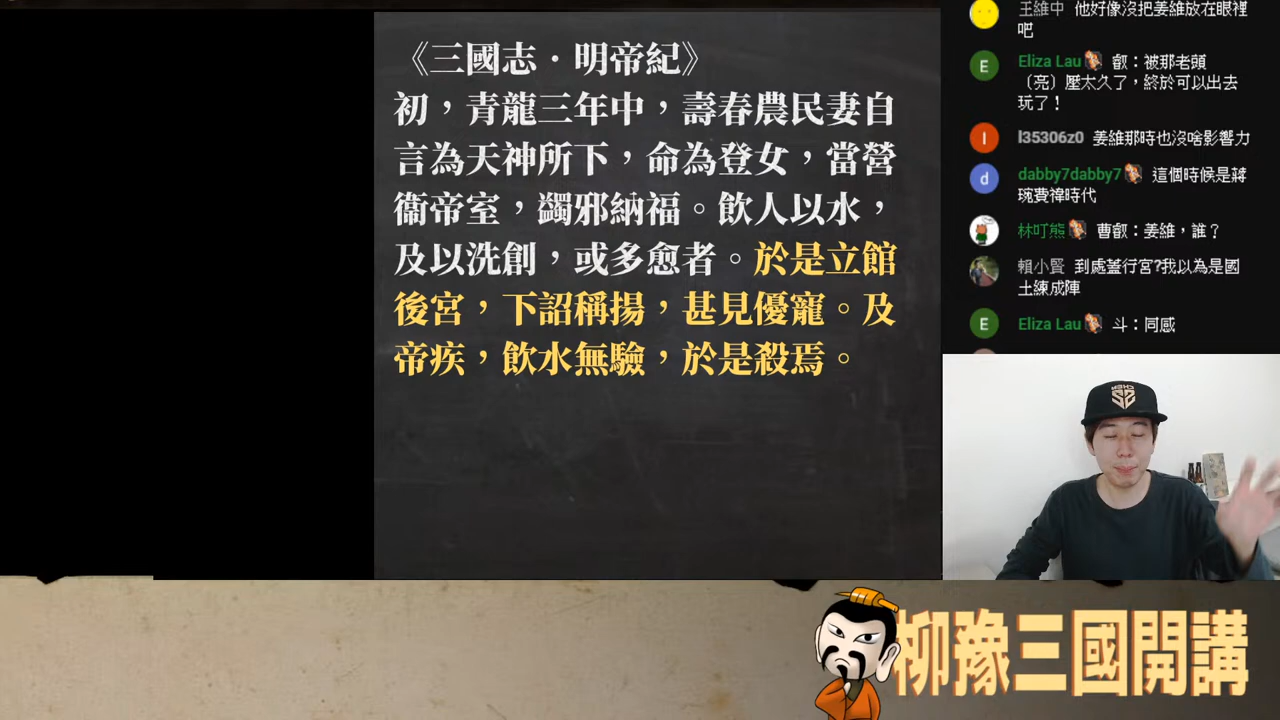 《三國志．明帝紀》
初，青龍三年中，壽春農民妻自
言為天神所下，命為登女，當營
衞帝室，蠲邪納福。飲人以水，
及以洗創，或多愈者。於是立館
後宮，下詔稱揚，甚見優寵。及
帝疾，飲水無驗，於是殺焉。
王維中 他好像沒把姜維放在眼裡
吧
E Eliza Lau 叡：被那老頭
〔亮〕壓太久了，終於可以出去
玩了！
l l35306z0 姜維那時也沒啥影響力
d dabby7dabby7 這個時候是蔣
琬費禕時代
林叮熊 曹叡：姜維，誰？
賴小賢 到處蓋行宮?我以為是國
土練成陣
E Eliza Lau 斗：同感
柳豫三國開講